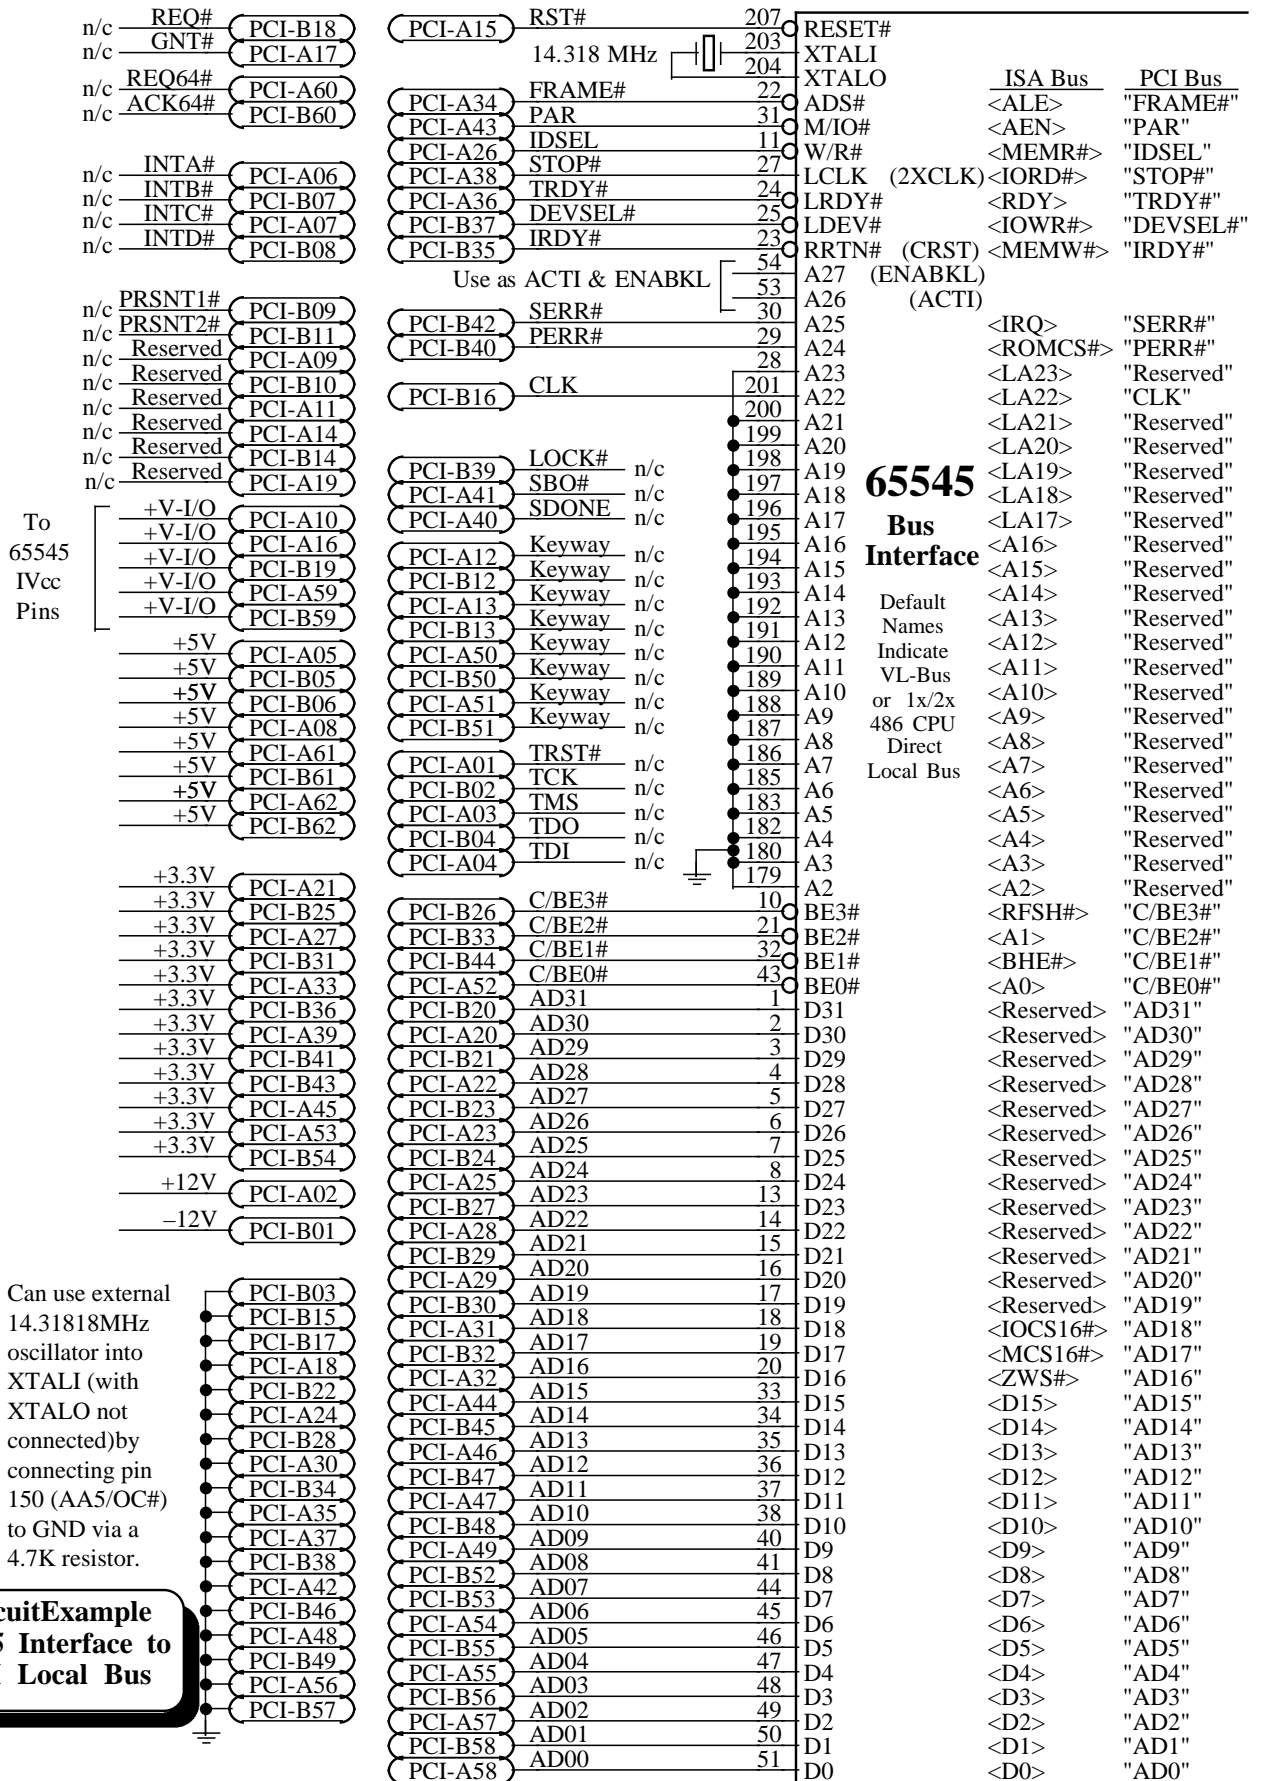 n/c REQ# PCI-B18 PCI-A15 RST# 207 RESET#
n/c GNT# PCI-A17 14.318 MHz 203 XTALI
204 XTALO ISA Bus PCI Bus
n/c REQ64# PCI-A60 PCI-A34 FRAME# 22 ADS# <ALE> "FRAME#"
n/c ACK64# PCI-B60 PCI-A43 PAR 31 M/IO# <AEN> "PAR"
PCI-A26 IDSEL 11 W/R# <MEMR#> "IDSEL"
n/c INTA# PCI-A06 PCI-A38 STOP# 27 LCLK (2XCLK) <IORD#> "STOP#"
n/c INTB# PCI-B07 PCI-A36 TRDY# 24 LRDY# <RDY> "TRDY#"
n/c INTC# PCI-A07 PCI-B37 DEVSEL# 25 LDEV# <IOWR#> "DEVSEL#"
n/c INTD# PCI-B08 PCI-B35 IRDY# 23 RRTN# (CRST) <MEMW#> "IRDY#"
Use as ACTI & ENABKL 54 A27 (ENABKL)
53 A26 (ACTI)
n/c PRSNT1# PCI-B09 PCI-B42 SERR# 30 A25 <IRQ> "SERR#"
n/c PRSNT2# PCI-B11 PCI-B40 PERR# 29 A24 <ROMCS#> "PERR#"
n/c Reserved PCI-A09 28 A23 <LA23> "Reserved"
n/c Reserved PCI-B10 PCI-B16 CLK 201 A22 <LA22> "CLK"
n/c Reserved PCI-A11 200 A21 <LA21> "Reserved"
n/c Reserved PCI-A14 199 A20 <LA20> "Reserved"
n/c Reserved PCI-B14 PCI-B39 LOCK# n/c 198 A19 <LA19> "Reserved"
n/c Reserved PCI-A19 PCI-A41 SBO# n/c 197 A18 <LA18> "Reserved"
+V-I/O PCI-A10 PCI-A40 SDONE n/c 196 A17 <LA17> "Reserved"
+V-I/O PCI-A16 PCI-A12 Keyway n/c 195 A16 <A16> "Reserved"
+V-I/O PCI-B19 PCI-B12 Keyway n/c 194 A15 <A15> "Reserved"
+V-I/O PCI-A59 PCI-A13 Keyway n/c 193 A14 <A14> "Reserved"
+V-I/O PCI-B59 PCI-B13 Keyway n/c 192 A13 <A13> "Reserved"
To
65545
IVcc
Pins
65545
Bus
Interface
Default
Names
Indicate
VL-Bus
or 1x/2x
486 CPU
Direct
Local Bus
+5V PCI-A05 PCI-A50 Keyway n/c 191 A12 <A12> "Reserved"
+5V PCI-B05 PCI-B50 Keyway n/c 190 A11 <A11> "Reserved"
+5V PCI-B06 PCI-A51 Keyway n/c 189 A10 <A10> "Reserved"
+5V PCI-A08 PCI-B51 Keyway n/c 188 A9 <A9> "Reserved"
+5V PCI-A61 187 A8 <A8> "Reserved"
+5V PCI-B61 PCI-A01 TRST# n/c 186 A7 <A7> "Reserved"
+5V PCI-A62 PCI-B02 TCK n/c 185 A6 <A6> "Reserved"
+5V PCI-B62 PCI-A03 TMS n/c 183 A5 <A5> "Reserved"
PCI-B04 TDO n/c 182 A4 <A4> "Reserved"
PCI-A04 TDI n/c 180 A3 <A3> "Reserved"
+3.3V PCI-A21 179 A2 <A2> "Reserved"
+3.3V PCI-B25 PCI-B26 C/BE3# 10 BE3# <RFSH#> "C/BE3#"
+3.3V PCI-A27 PCI-B33 C/BE2# 21 BE2# <A1> "C/BE2#"
+3.3V PCI-B31 PCI-B44 C/BE1# 32 BE1# <BHE#> "C/BE1#"
+3.3V PCI-A33 PCI-A52 C/BE0# 43 BE0# <A0> "C/BE0#"
+3.3V PCI-B36 PCI-B20 AD31 1 D31 <Reserved> "AD31"
+3.3V PCI-A39 PCI-A20 AD30 2 D30 <Reserved> "AD30"
+3.3V PCI-B41 PCI-B21 AD29 3 D29 <Reserved> "AD29"
+3.3V PCI-B43 PCI-A22 AD28 4 D28 <Reserved> "AD28"
+3.3V PCI-A45 PCI-B23 AD27 5 D27 <Reserved> "AD27"
+3.3V PCI-A53 PCI-A23 AD26 6 D26 <Reserved> "AD26"
+3.3V PCI-B54 PCI-B24 AD25 7 D25 <Reserved> "AD25"
+12V PCI-A02 PCI-A25 AD24 8 D24 <Reserved> "AD24"
PCI-B27 AD23 13 D23 <Reserved> "AD23"
−12V PCI-B01 PCI-A28 AD22 14 D22 <Reserved> "AD22"
PCI-B29 AD21 15 D21 <Reserved> "AD21"
PCI-B03 PCI-A29 AD20 16 D20 <Reserved> "AD20"
PCI-B15 PCI-B30 AD19 17 D19 <Reserved> "AD19"
PCI-B17 PCI-A31 AD18 18 D18 <IOCS16#> "AD18"
PCI-A18 PCI-B32 AD17 19 D17 <MCS16#> "AD17"
PCI-B22 PCI-A32 AD16 20 D16 <ZWS#> "AD16"
PCI-A24 PCI-A44 AD15 33 D15 <D15> "AD15"
PCI-B28 PCI-B45 AD14 34 D14 <D14> "AD14"
PCI-A30 PCI-A46 AD13 35 D13 <D13> "AD13"
PCI-B34 PCI-B47 AD12 36 D12 <D12> "AD12"
PCI-A35 PCI-A47 AD11 37 D11 <D11> "AD11"
PCI-A37 PCI-B48 AD10 38 D10 <D10> "AD10"
PCI-B38 PCI-A49 AD09 40 D9 <D9> "AD9"
PCI-A42 PCI-B52 AD08 41 D8 <D8> "AD8"
PCI-B46 PCI-B53 AD07 44 D7 <D7> "AD7"
PCI-A48 PCI-A54 AD06 45 D6 <D6> "AD6"
PCI-B49 PCI-B55 AD05 46 D5 <D5> "AD5"
PCI-A56 PCI-A55 AD04 47 D4 <D4> "AD4"
PCI-B57 PCI-B56 AD03 48 D3 <D3> "AD3"
PCI-A57 AD02 49 D2 <D2> "AD2"
PCI-B58 AD01 50 D1 <D1> "AD1"
PCI-A58 AD00 51 D0 <D0> "AD0"
Can use external
14.31818MHz
oscillator into
XTALI (with
XTALO not
connected)by
connecting pin
150 (AA5/OC#)
to GND via a
4.7K resistor.
cuitExample
5 Interface to
I Local Bus